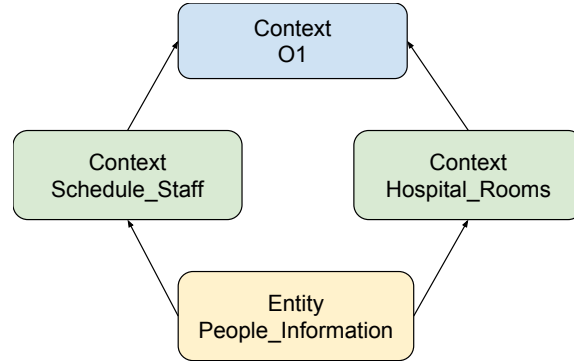 Context
O1
Context
Schedule_Staff
Context
Hospital_Rooms
Entity
People_Information